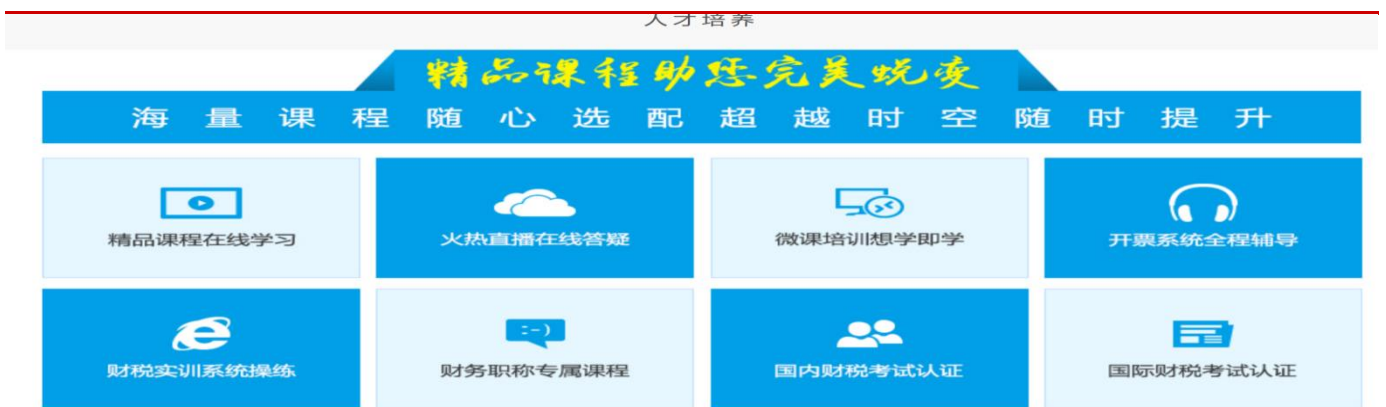 人才培养
精品课程助您完美蜕变
海量课程随心选配超越时空随时提升
精品课程在线学习
火热直播在线答疑
微课培训想学即学
开票系统全程辅导
财税实训系统操练
:-)
财务职称专属课程
国内财税考试认证
国际财税考试认证